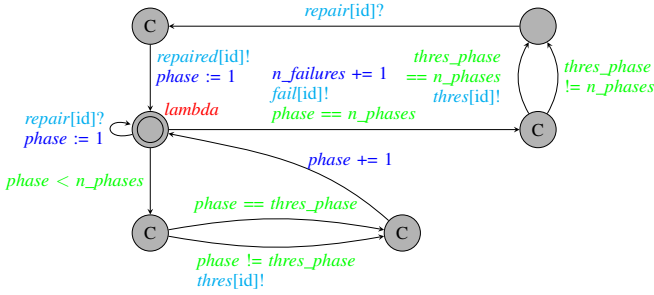 repair[id]?
C
repaired[id]!
phase := 1
n_failures += 1
fail[id]!
phase == n_phases
thres_phase
== n_phases
thres[id]!
thres_phase
!= n_phases
lambda
repair[id]?
phase := 1
C
phase += 1
phase < n_phases
phase == thres_phase
C
C
phase != thres_phase
thres[id]!